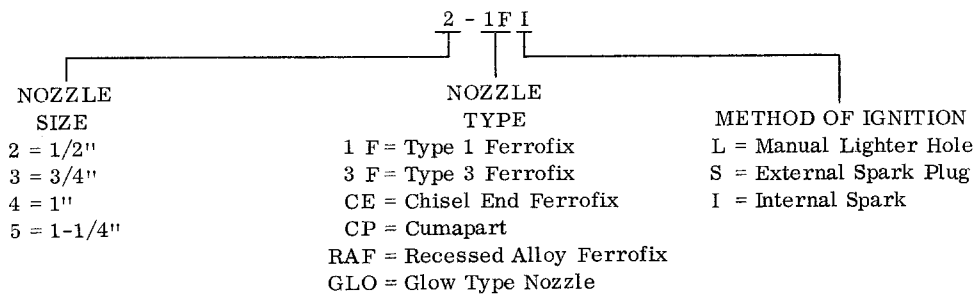 2 - 1F I
NOZZLE
SIZE
2 = 1/2"
3 = 3/4"
4 = 1"
5 = 1-1/4"
NOZZLE
TYPE
1 F = Type 1 Ferrofix
3 F = Type 3 Ferrofix
CE = Chisel End Ferrofix
CP = Cumapart
RAF = Recessed Alloy Ferrofix
GLO = Glow Type Nozzle
METHOD OF IGNITION
L = Manual Lighter Hole
S = External Spark Plug
I = Internal Spark